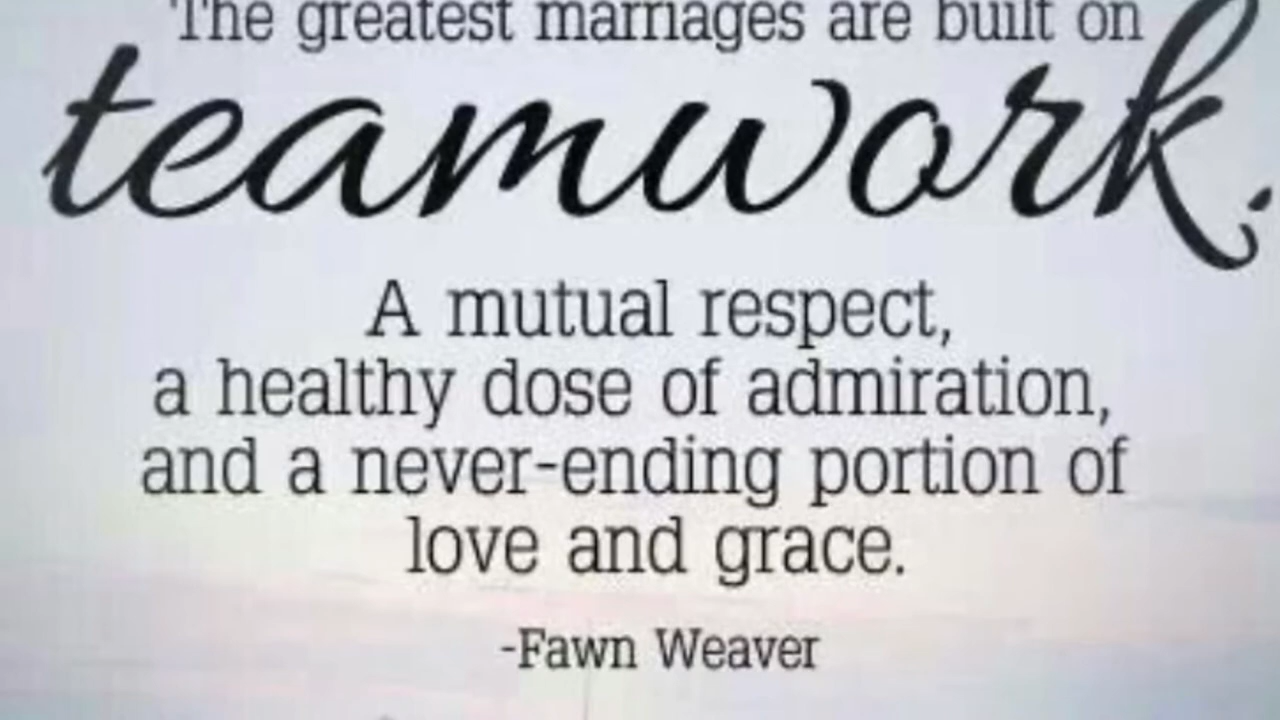 The greatest marriages are built on
teamwork.
A mutual respect,
a healthy dose of admiration,
and a never-ending portion of
love and grace.
-Fawn Weaver